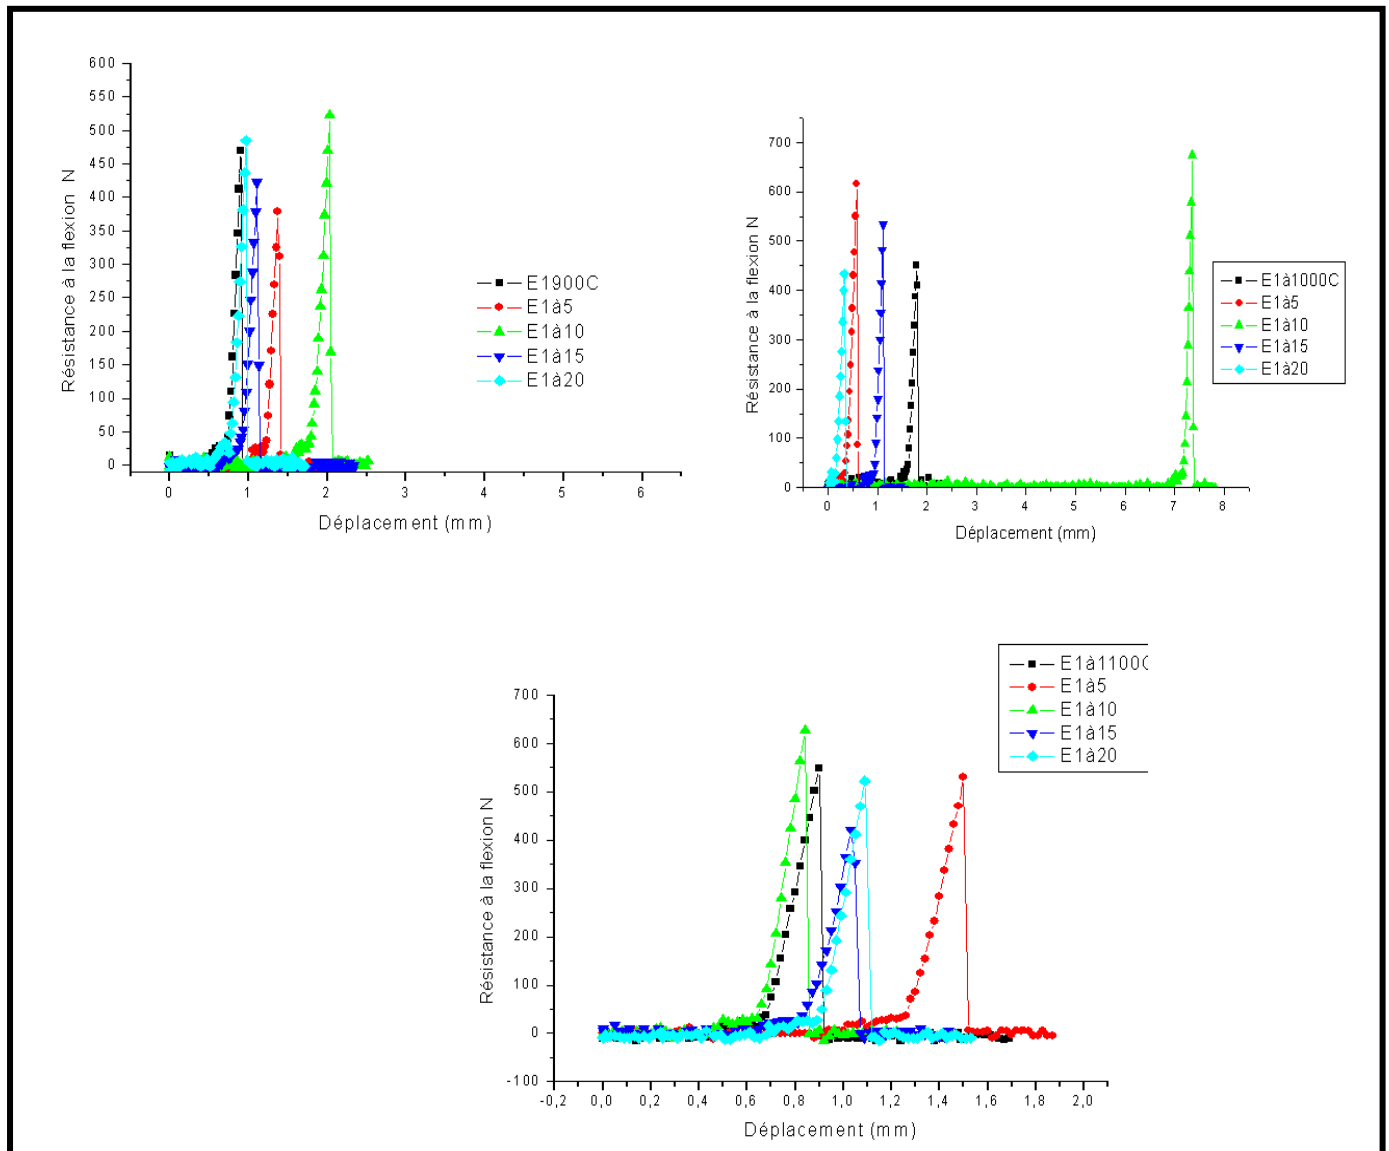 600
550
500
450
400
350
300
250
200
150
100
50
0
Résistance à la flexion N
0 1 2 3 4 5 6
Déplacement (mm)
E1900C
E1à5
E1à10
E1à15
E1à20
700
600
500
400
300
200
100
0
Résistance à la flexion N
0 1 2 3 4 5 6 7 8
Déplacement (mm)
E1à1000C
E1à5
E1à10
E1à15
E1à20
E1à1100C
E1à5
E1à10
E1à15
E1à20
700
600
500
400
300
200
100
0
-100
Résistance à la flexion N
-0,2 0,0 0,2 0,4 0,6 0,8 1,0 1,2 1,4 1,6 1,8 2,0
Déplacement (mm)